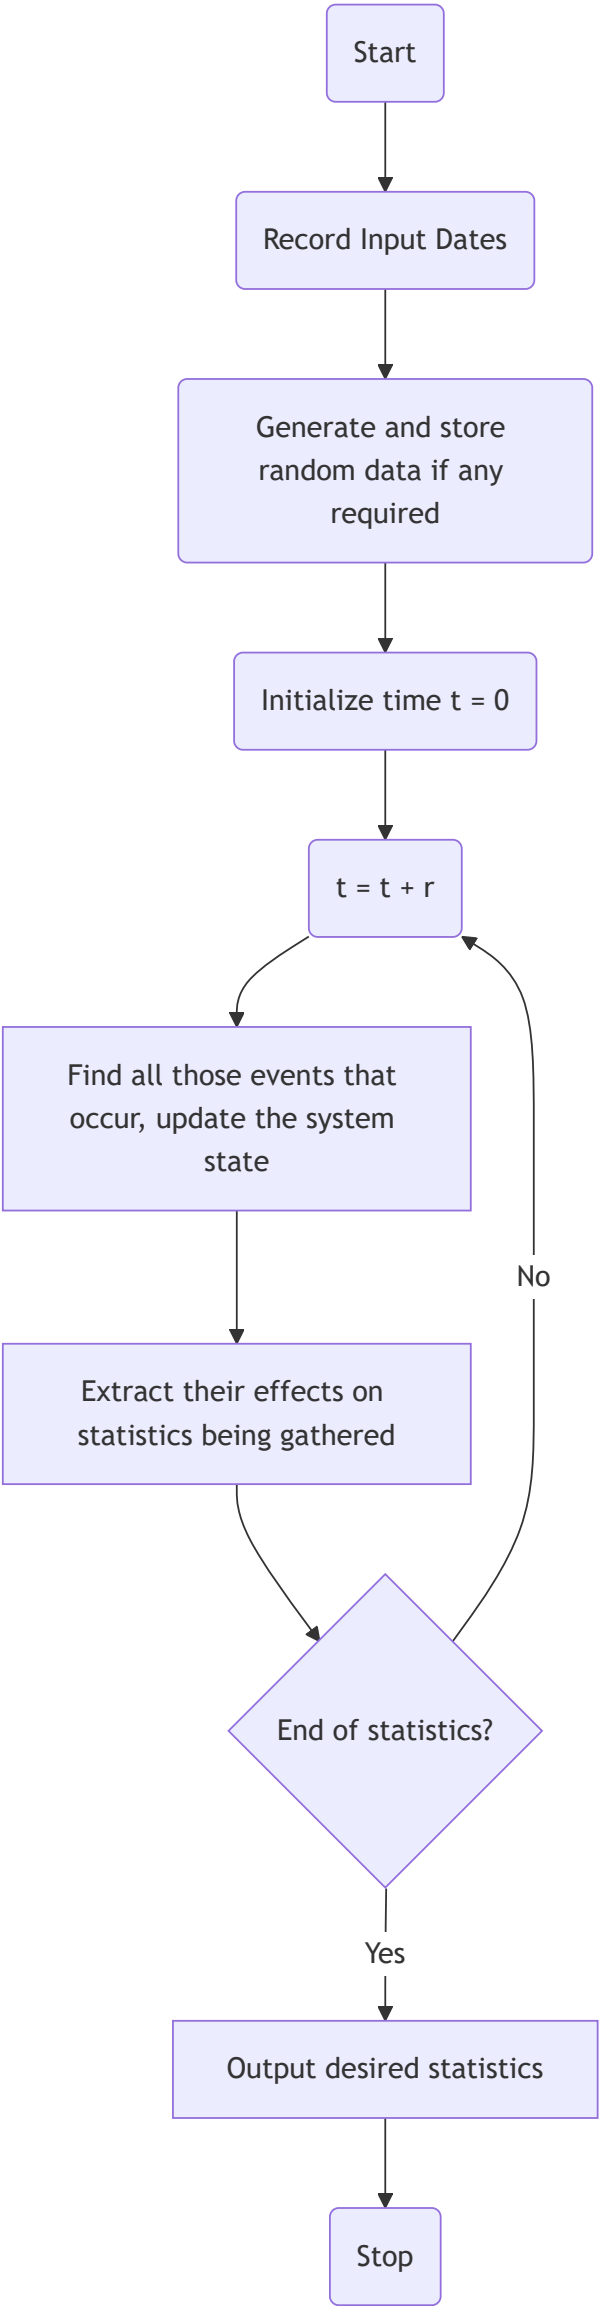 Start
Record Input Dates
Generate and store
random data if any
required
Initialize time t = 0
t = t + r
Find all those events that
occur, update the system
state
No
Extract their effects on
statistics being gathered
End of statistics?
Yes
Output desired statistics
Stop